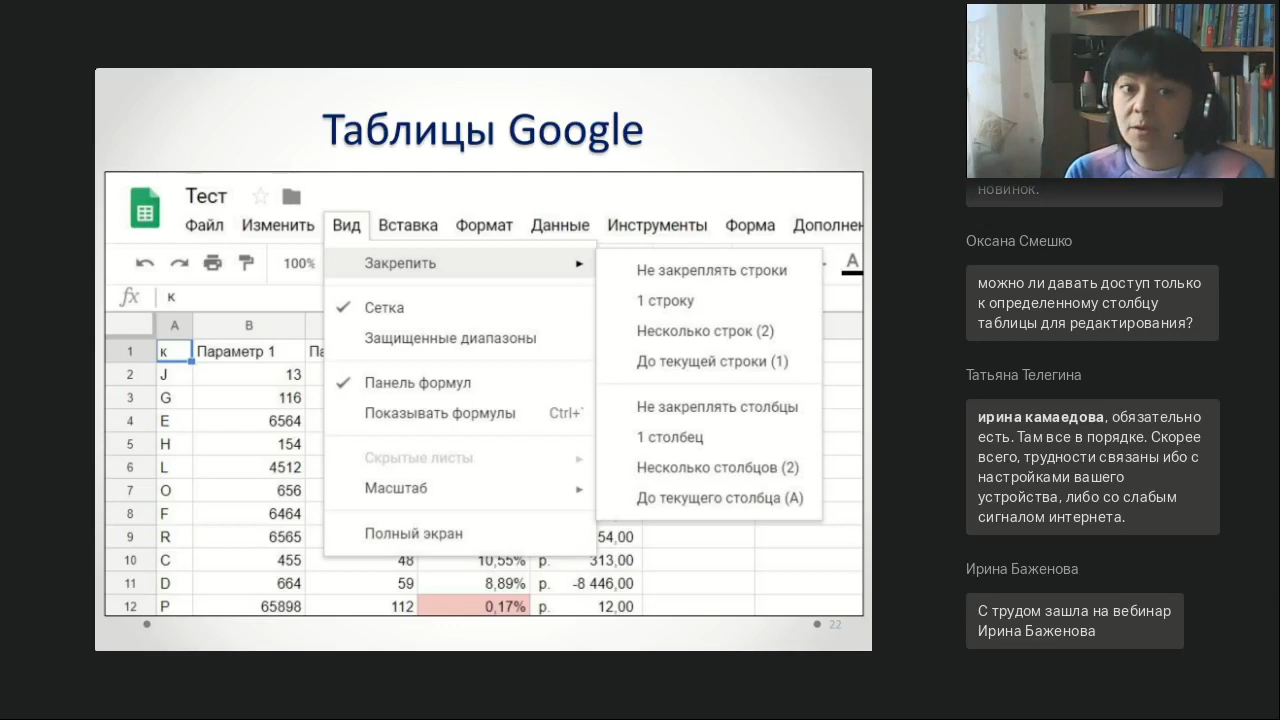 Таблицы Google
Тест
Файл Изменить Вид Вставка Формат Данные Инструменты Форма Дополнен
100% Закрепить Не закреплять строки A
fx к 1 строку
Сетка Несколько строк (2)
Защищенные диапазоны До текущей строки (1)
Панель формул Не закреплять столбцы
Показывать формулы Ctrl+` 1 столбец
Скрытые листы Несколько столбцов (2)
Масштаб До текущего столбца (A)
Полный экран
A B
1 к Параметр 1 Па
2 J 13
3 G 116
4 E 6564
5 H 154
6 L 4512
7 O 656
8 F 6464
9 R 6565 54,00
10 C 455 48 10,55% р. 313,00
11 D 664 59 8,89% р. -8 446,00
12 P 65898 112 0,17% р. 12,00
22
новинок.
Оксана Смешко
можно ли давать доступ только
к определенному столбцу
таблицы для редактирования?
Татьяна Телегина
ирина камаедова, обязательно
есть. Там все в порядке. Скорее
всего, трудности связаны ибо с
настройками вашего
устройства, либо со слабым
сигналом интернета.
Ирина Баженова
С трудом зашла на вебинар
Ирина Баженова